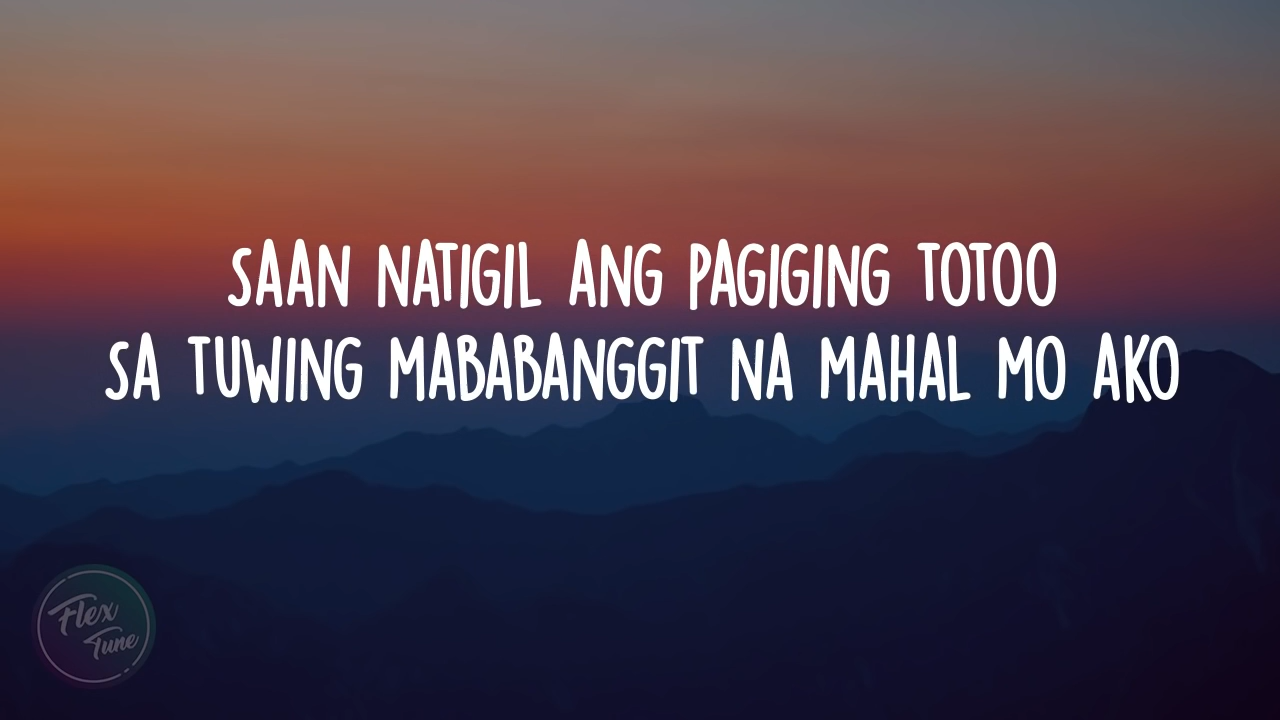 SAAN NATIGIL ANG PAGIGING TOTOO
SA TUWING MABABANGGIT NA MAHAL MO AKO
Flex
Tune